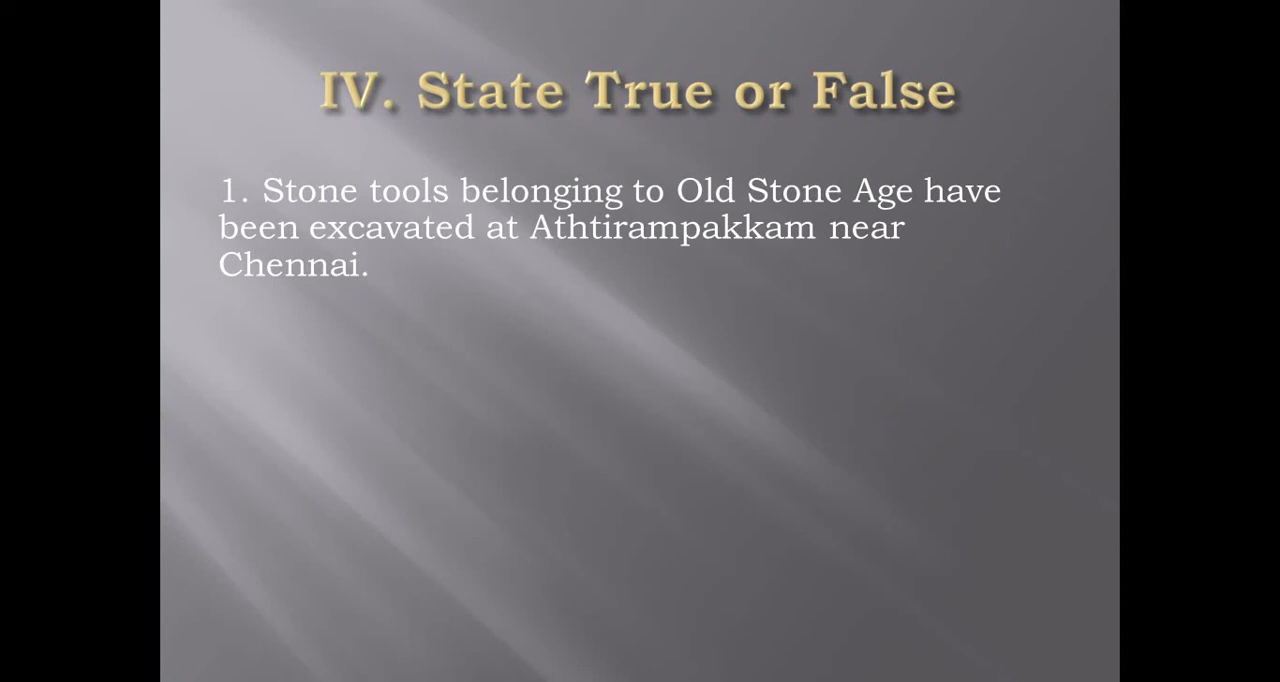 IV. State True or False
1. Stone tools belonging to Old Stone Age have
been excavated at Athtirampakkam near
Chennai.